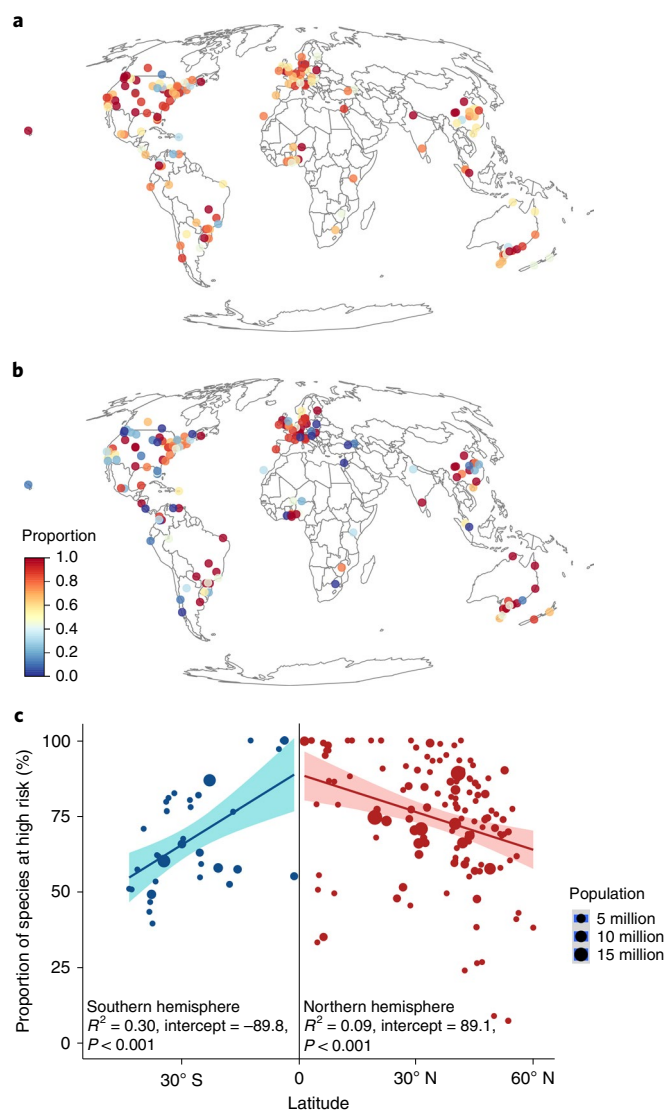 a
b
Proportion
1.0
0.8
0.6
0.4
0.2
0.0
c
Proportion of species at high risk (%)
100
75
50
25
0
Southern hemisphere
R² = 0.30, intercept = –89.8,
P < 0.001
Northern hemisphere
R² = 0.09, intercept = 89.1,
P < 0.001
30° S
0
30° N
60° N
Latitude
Population
5 million
10 million
15 million